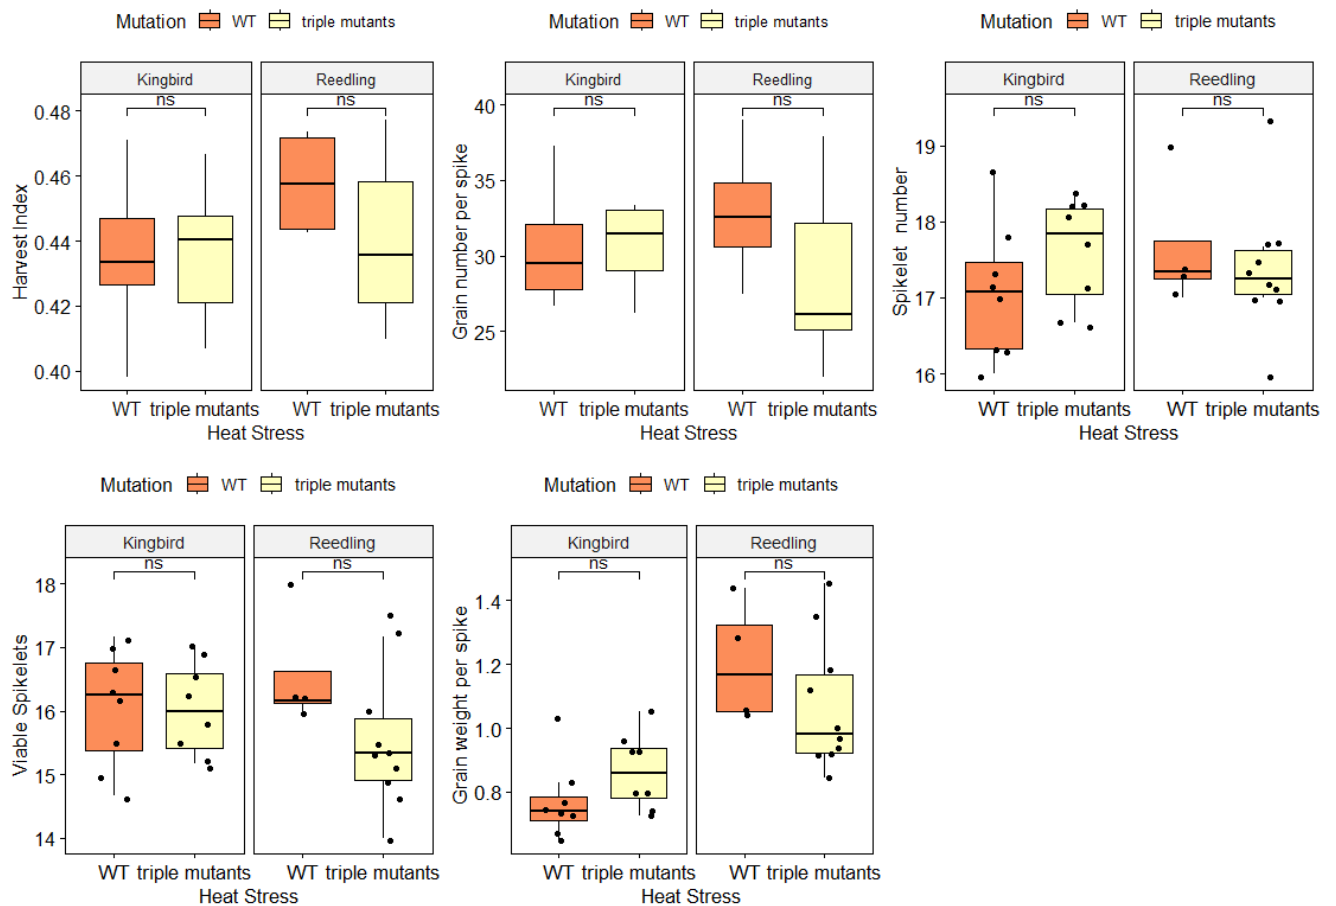 Mutation WT triple mutants
Kingbird Reedling
ns ns
Harvest Index
0.48
0.46
0.44
0.42
0.40
WT triple mutants WT triple mutants
Heat Stress
Mutation WT triple mutants
Kingbird Reedling
ns ns
Grain number per spike
40
35
30
25
WT triple mutants WT triple mutants
Heat Stress
Mutation WT triple mutants
Kingbird Reedling
ns ns
Spikelet number
19
18
17
16
WT triple mutants WT triple mutants
Heat Stress
Mutation WT triple mutants
Kingbird Reedling
ns ns
Viable Spikelets
18
17
16
15
14
WT triple mutants WT triple mutants
Heat Stress
Mutation WT triple mutants
Kingbird Reedling
ns ns
Grain weight per spike
1.4
1.2
1.0
0.8
WT triple mutants WT triple mutants
Heat Stress